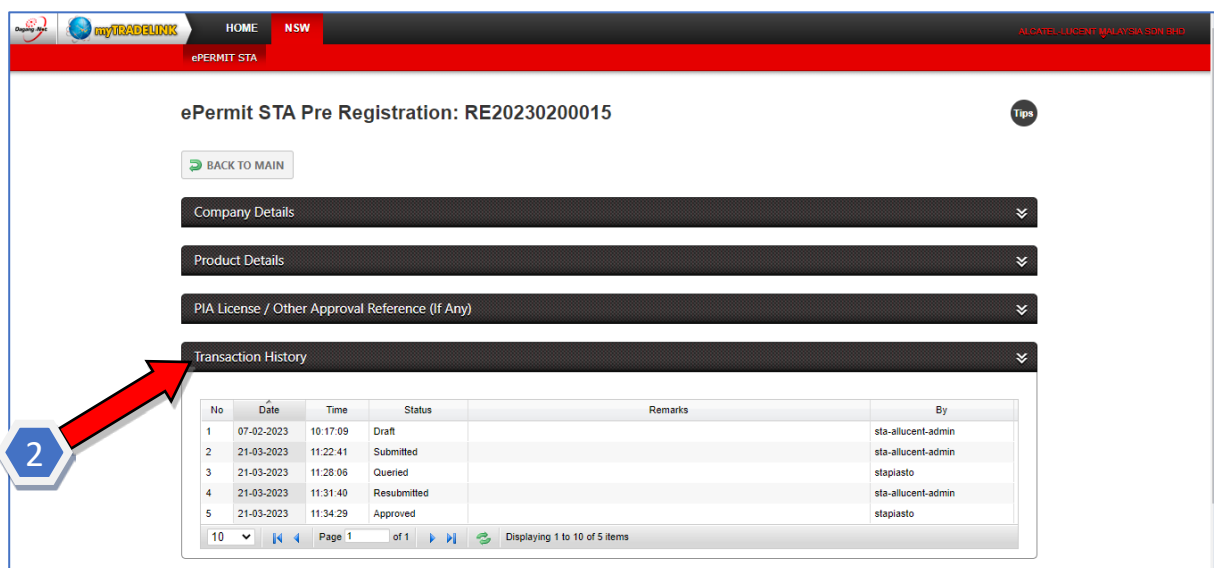 Dagang Net myTRADELINK HOME NSW ALCATEL LUCENT MALAYSIA SDN BHD
ePERMIT STA
ePermit STA Pre Registration: RE20230200015 Tips
BACK TO MAIN
Company Details
Product Details
PIA License / Other Approval Reference (If Any)
Transaction History
No Date Time Status Remarks By
1 07-02-2023 10:17:09 Draft sta-allucent-admin
2 21-03-2023 11:22:41 Submitted sta-allucent-admin
2
3 21-03-2023 11:28:06 Queried stapiasto
4 21-03-2023 11:31:40 Resubmitted sta-allucent-admin
5 21-03-2023 11:34:29 Approved stapiasto
10 Page 1 of 1 Displaying 1 to 10 of 5 items